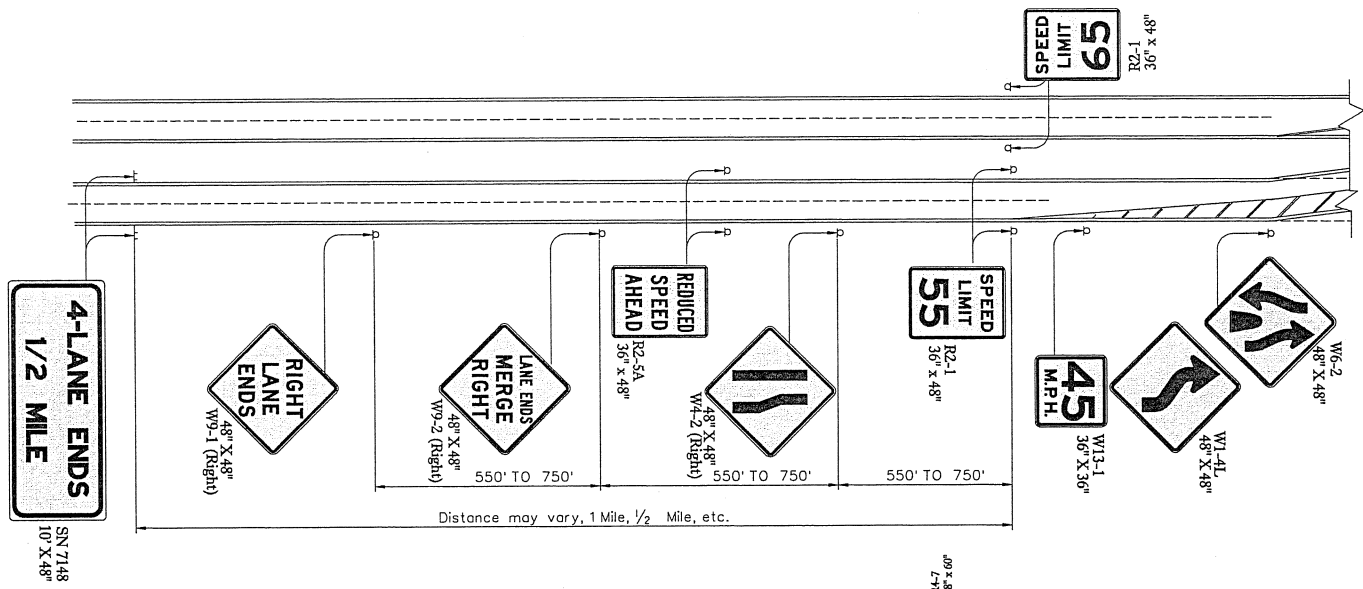 SPEED
LIMIT
65
R2-1
36" x 48"
4-LANE ENDS
1/2 MILE
SN 7148
10' X 48"
RIGHT
LANE
ENDS
48" X 48"
W9-1 (Right)
LANE ENDS
MERGE
RIGHT
48" X 48"
W9-2 (Right)
REDUCED
SPEED
AHEAD
R2-5A
36" x 48"
48" X 48"
W4-2 (Right)
SPEED
LIMIT
55
R2-1
36" x 48"
45
M.P.H.
W13-1
36" X 36"
W1-4L
48" X 48"
W6-2
48" X 48"
550' TO 750'
550' TO 750'
550' TO 750'
Distance may vary, 1 Mile, 1/2 Mile, etc.
4-7
8" x 60"